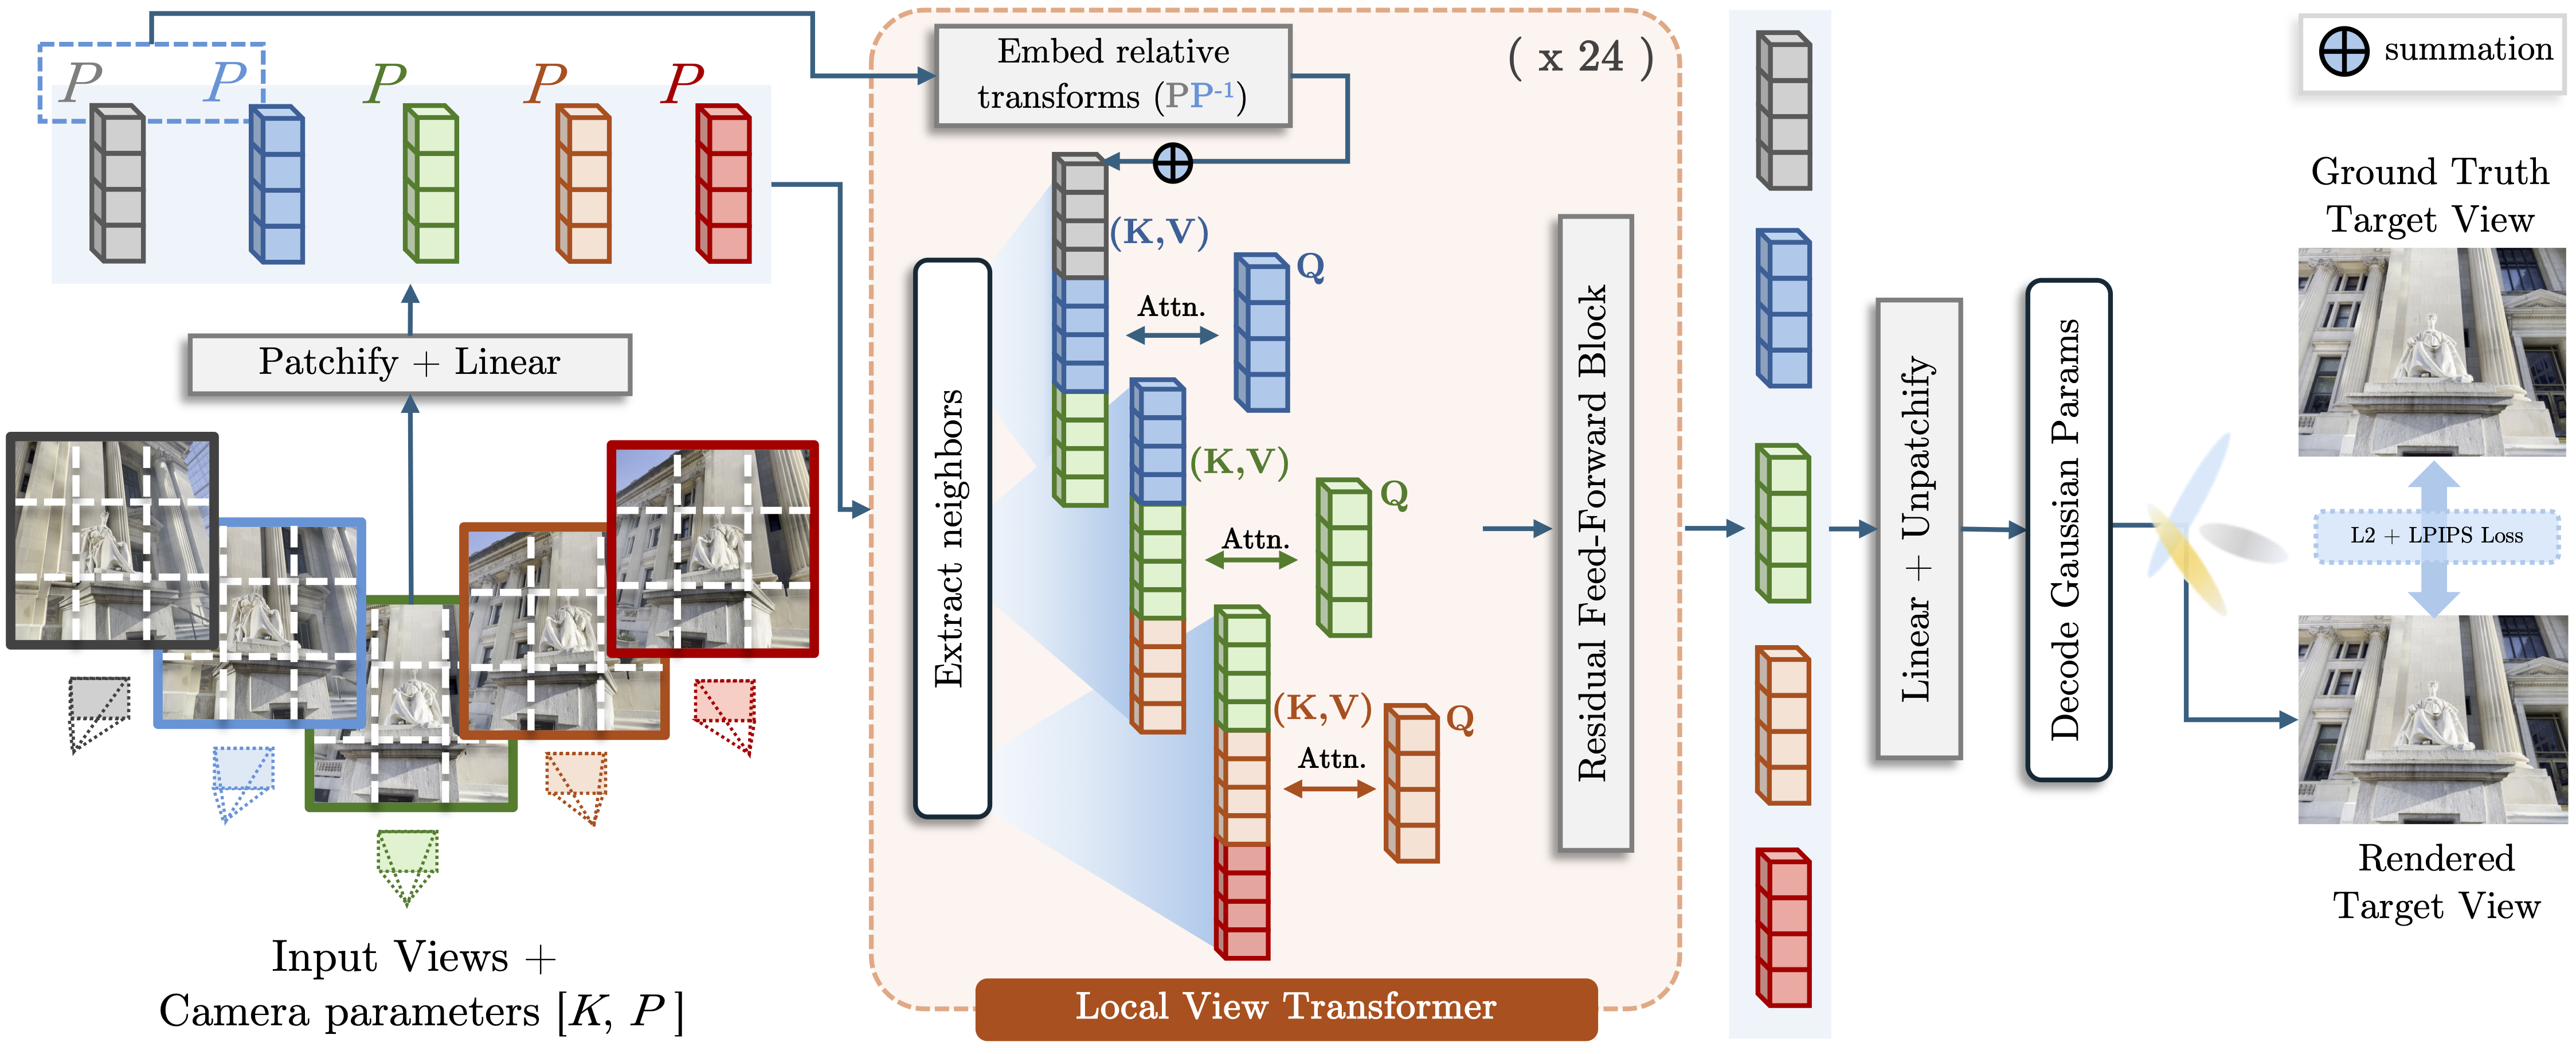 P P P P P
Patchify + Linear
Input Views +
Camera parameters [K, P ]
Embed relative
transforms (PP-1)
( x 24 )
Extract neighbors
(K,V)
Q
Attn.
(K,V)
Q
Attn.
(K,V)
Q
Attn.
Residual Feed-Forward Block
Local View Transformer
Linear + Unpatchify
Decode Gaussian Params
summation
Ground Truth
Target View
L2 + LPIPS Loss
Rendered
Target View